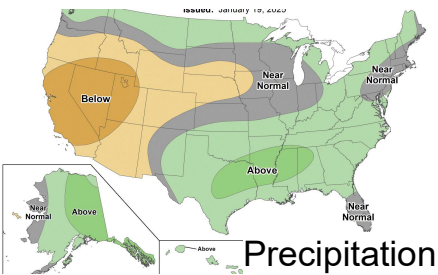 Issued: January 19, 2025
Near
Normal
Near
Normal
Below
Above
Near
Normal
Near
Normal
Above
Above
Precipitation